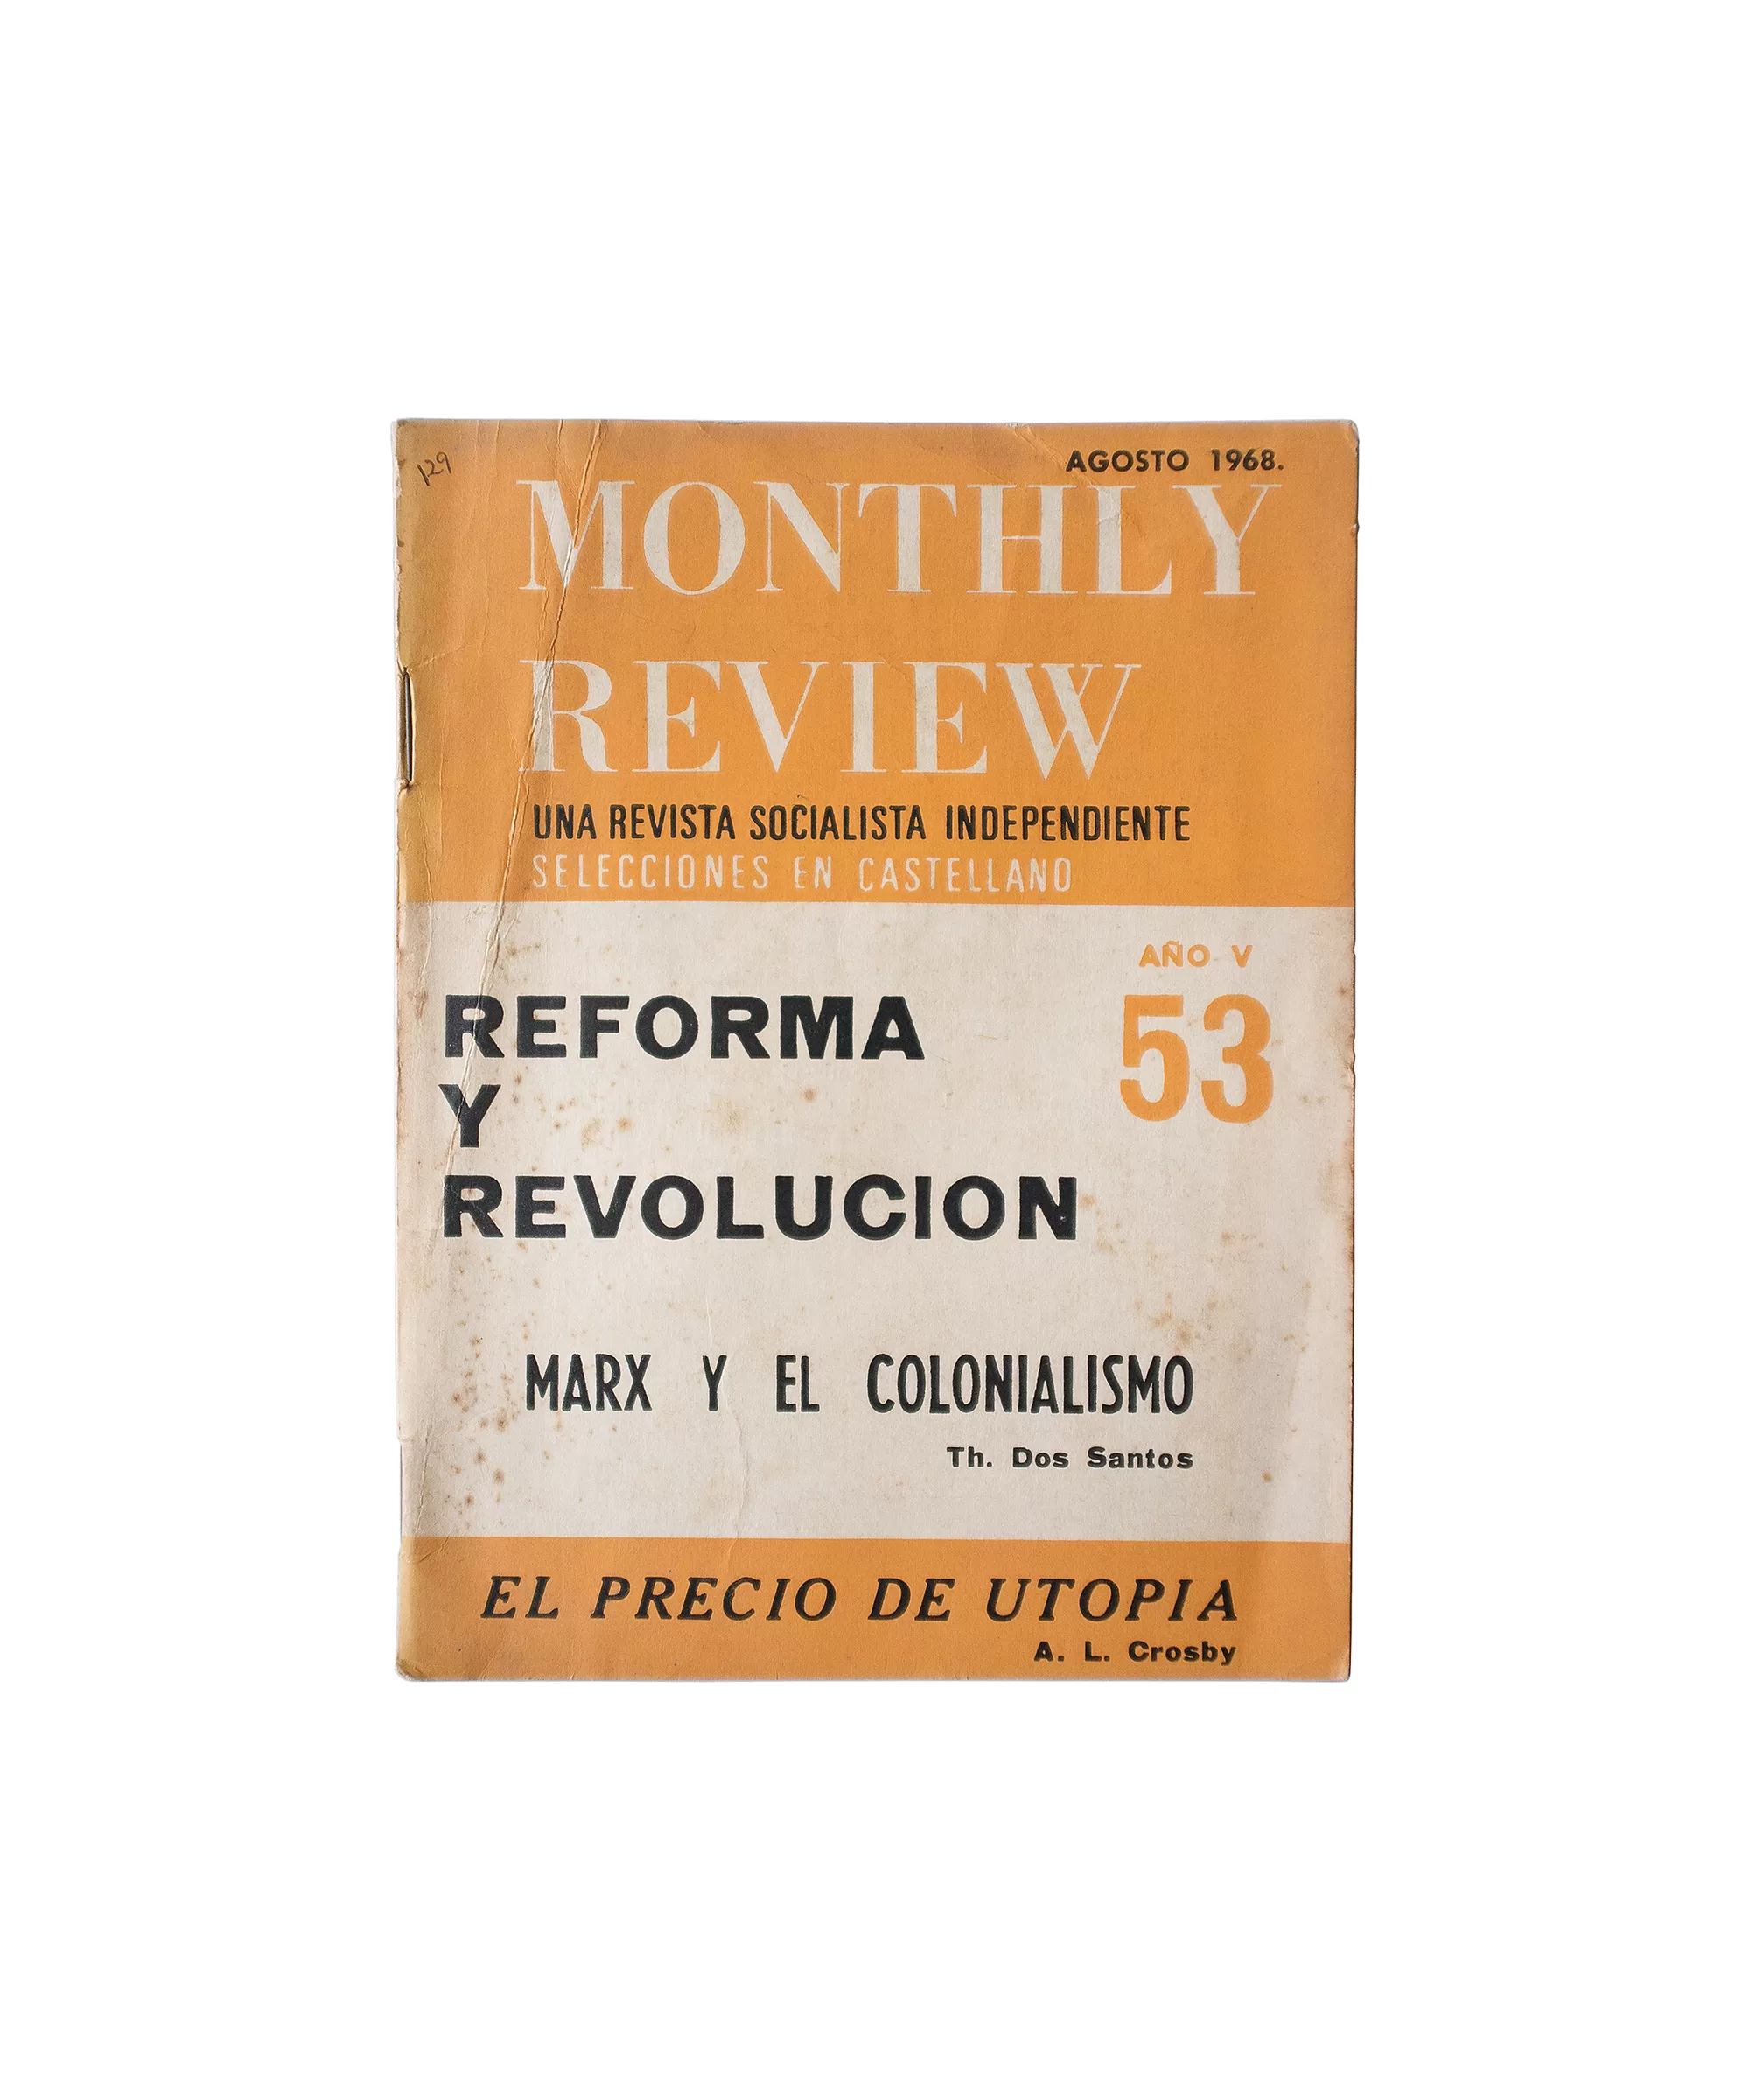 129
AGOSTO 1968.
MONTHLY
REVIEW
UNA REVISTA SOCIALISTA INDEPENDIENTE
SELECCIONES EN CASTELLANO
AÑO V
53
REFORMA
Y
REVOLUCION
MARX Y EL COLONIALISMO
Th. Dos Santos
EL PRECIO DE UTOPIA
A. L. Crosby